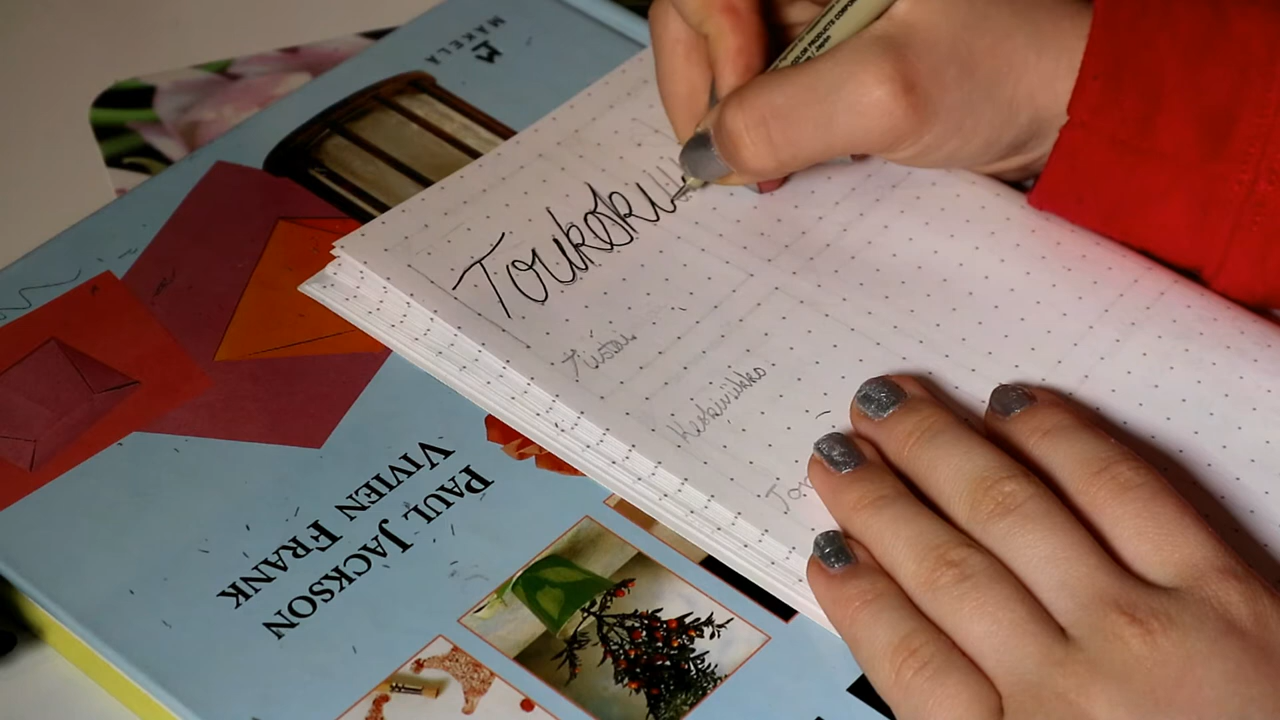 Toukoku
Tiistai
Keskiviikko
PAUL JACKSON
VIVIEN FRANK
MÄKELÄ